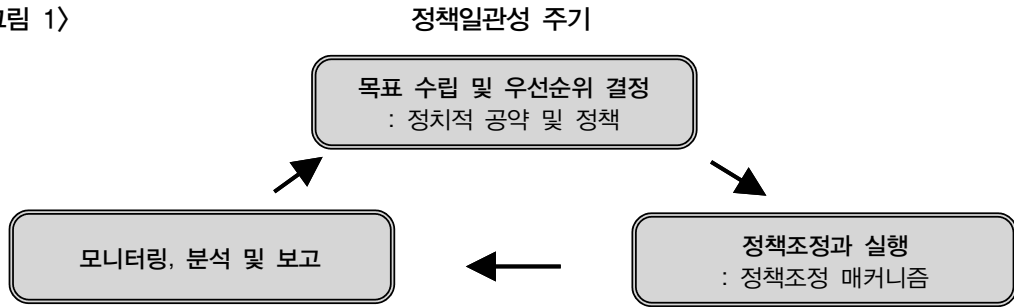 림 1〉 정책일관성 주기
목표 수립 및 우선순위 결정
: 정치적 공약 및 정책
모니터링, 분석 및 보고
정책조정과 실행
: 정책조정 매커니즘